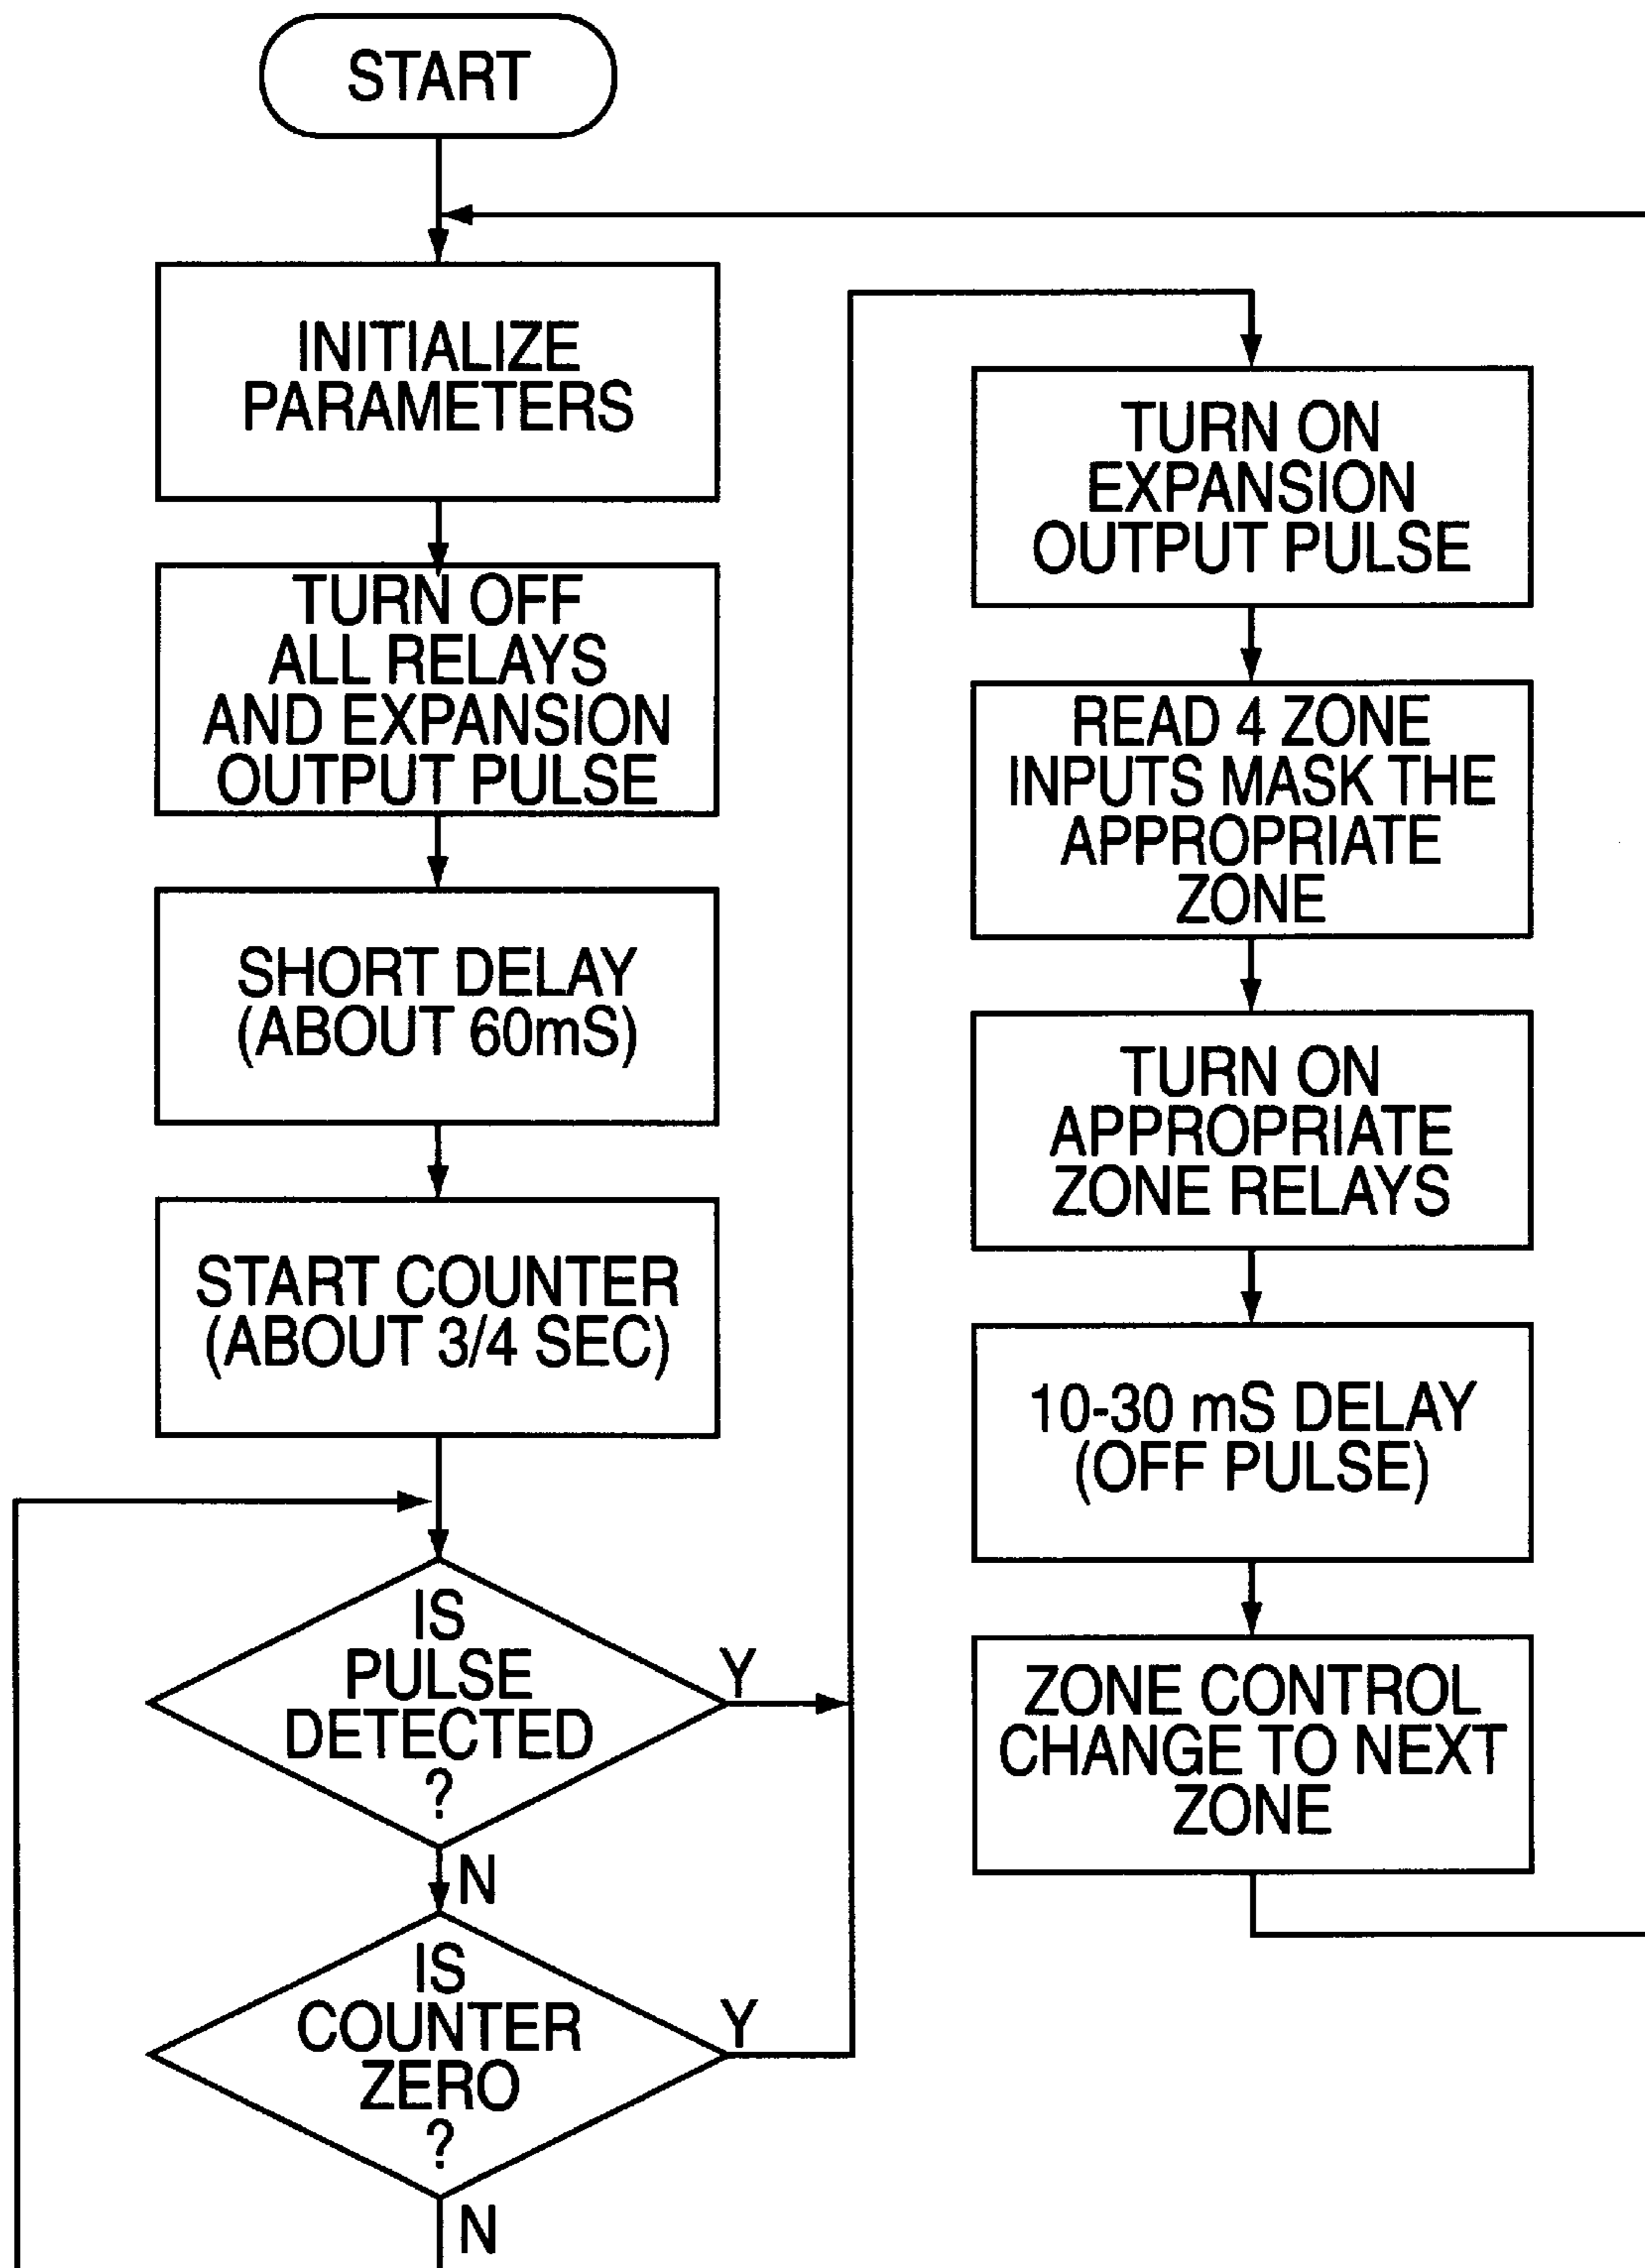 START
INITIALIZE
PARAMETERS
TURN OFF
ALL RELAYS
AND EXPANSION
OUTPUT PULSE
SHORT DELAY
(ABOUT 60mS)
START COUNTER
(ABOUT 3/4 SEC)
IS
PULSE
DETECTED
?
Y
N
IS
COUNTER
ZERO
?
Y
N
TURN ON
EXPANSION
OUTPUT PULSE
READ 4 ZONE
INPUTS MASK THE
APPROPRIATE
ZONE
TURN ON
APPROPRIATE
ZONE RELAYS
10-30 mS DELAY
(OFF PULSE)
ZONE CONTROL
CHANGE TO NEXT
ZONE